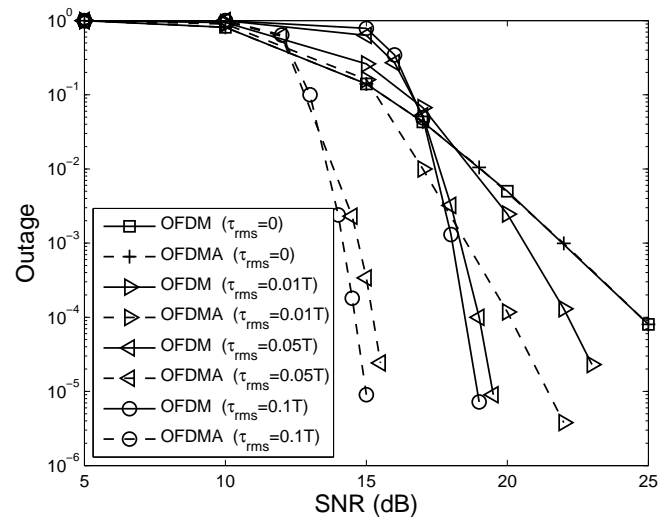 10^0
10^-1
10^-2
10^-3
10^-4
10^-5
10^-6
Outage
OFDM (τ_rms=0)
OFDMA (τ_rms=0)
OFDM (τ_rms=0.01T)
OFDMA (τ_rms=0.01T)
OFDM (τ_rms=0.05T)
OFDMA (τ_rms=0.05T)
OFDM (τ_rms=0.1T)
OFDMA (τ_rms=0.1T)
5 10 15 20 25
SNR (dB)